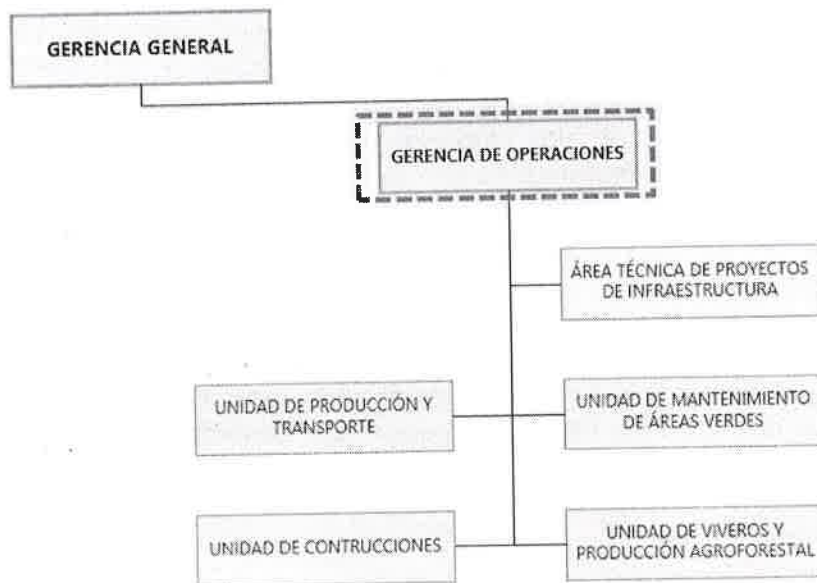 GERENCIA GENERAL
GERENCIA DE OPERACIONES
ÁREA TÉCNICA DE PROYECTOS
DE INFRAESTRUCTURA
UNIDAD DE PRODUCCIÓN Y
TRANSPORTE
UNIDAD DE MANTENIMIENTO
DE ÁREAS VERDES
UNIDAD DE CONTRUCCIONES
UNIDAD DE VIVEROS Y
PRODUCCIÓN AGROFORESTAL